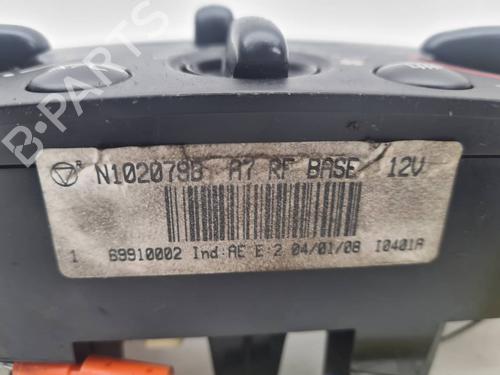 B-PARTS
R N102079B A7 RF BASE 12V
1 69910002 Ind:AE E:2 04/01/08 I0401A